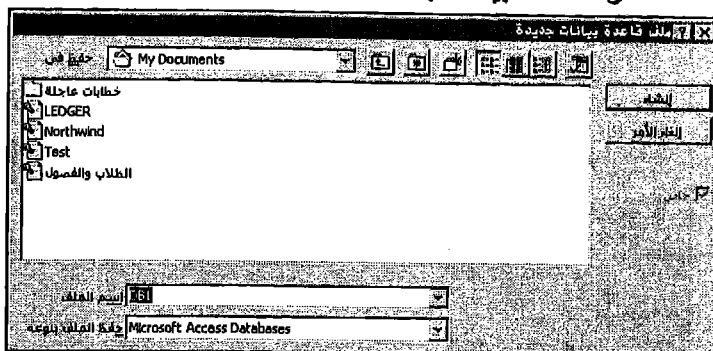 ملف قاعدة بيانات جديدة
حفظ في: My Documents
خطابات عاجلة
LEDGER
Northwind
Test
الطلاب والفصول
إنشاء
إلغاء الأمر
خاص
اسم الملف:
حفظ الملف بنوعه Microsoft Access Databases